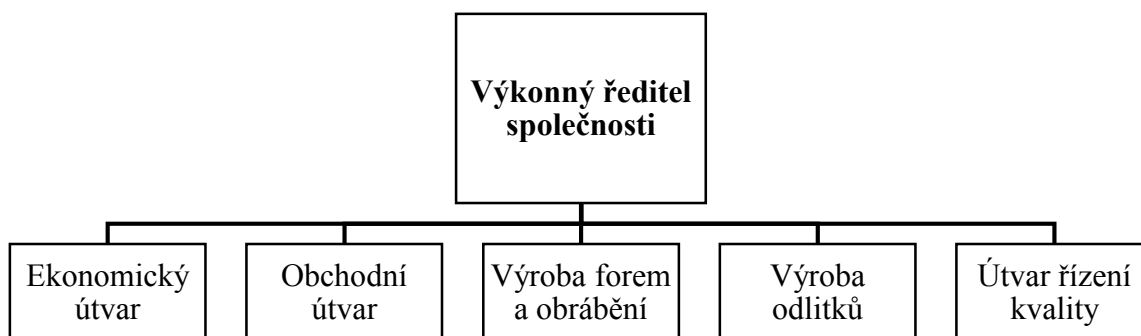 Výkonný ředitel
společnosti
Ekonomický
útvar
Obchodní
útvar
Výroba forem
a obrábění
Výroba
odlitků
Útvar řízení
kvality